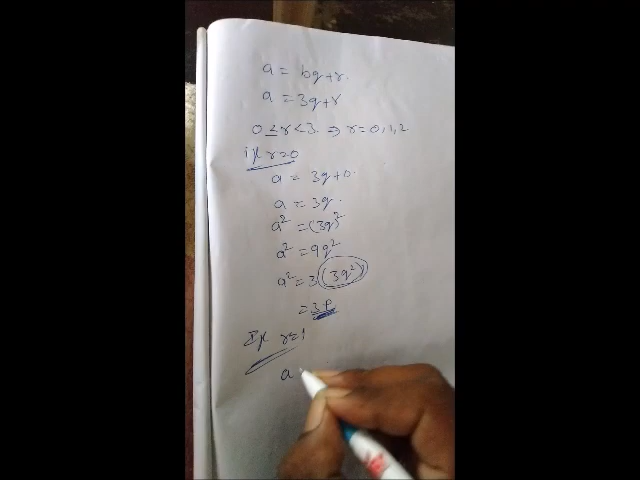 a = bq+r.
a = 3q+r
0 ≤ r < 3. ⇒ r = 0, 1, 2
if r=0
a = 3q+0.
a = 3q.
a² = (3q)²
a² = 9q²
a² = 3(3q²)
= 3
If r=1
a